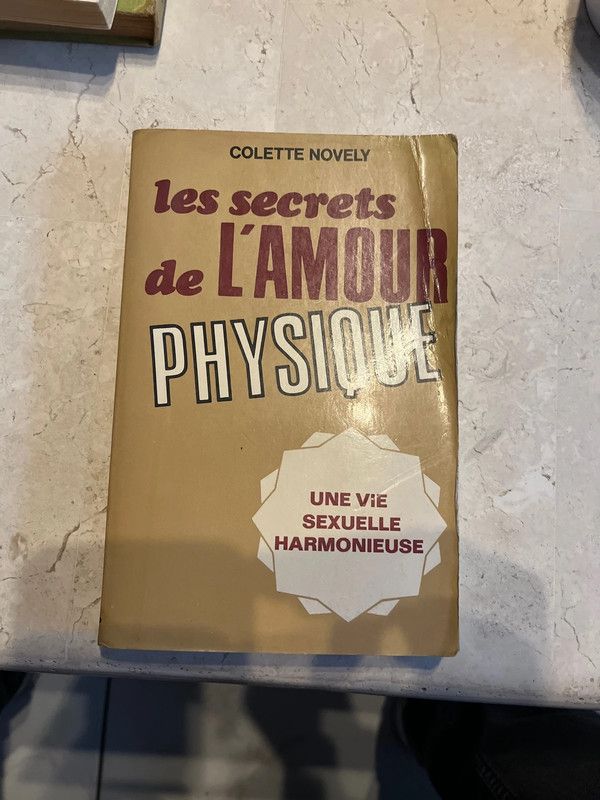 COLETTE NOVELY
les secrets
de L'AMOUR
PHYSIQUE
UNE ViE
SEXUELLE
HARMONIEUSE